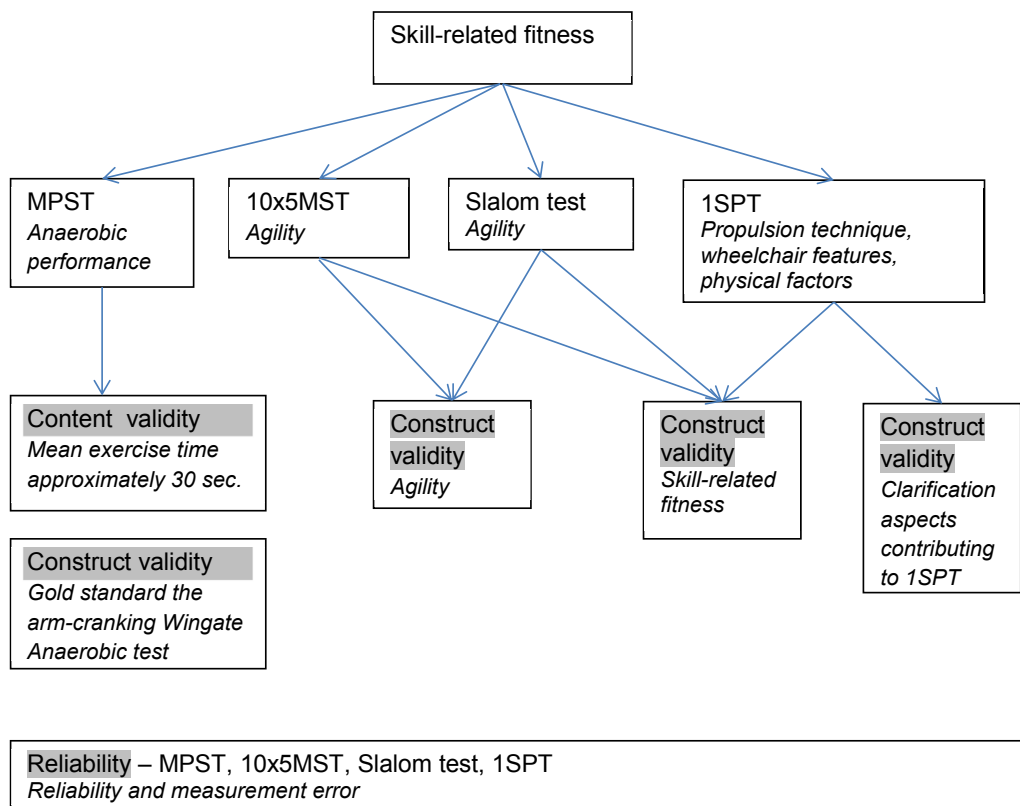 Skill-related fitness
MPST
Anaerobic
performance
10x5MST
Agility
Slalom test
Agility
1SPT
Propulsion technique,
wheelchair features,
physical factors
Content  validity
Mean exercise time
approximately 30 sec.
Construct validity
Gold standard the
arm-cranking Wingate
Anaerobic test
Construct
validity
Agility
Construct
validity
Skill-related
fitness
Construct
validity
Clarification
aspects
contributing
to 1SPT
Reliability – MPST, 10x5MST, Slalom test, 1SPT
Reliability and measurement error